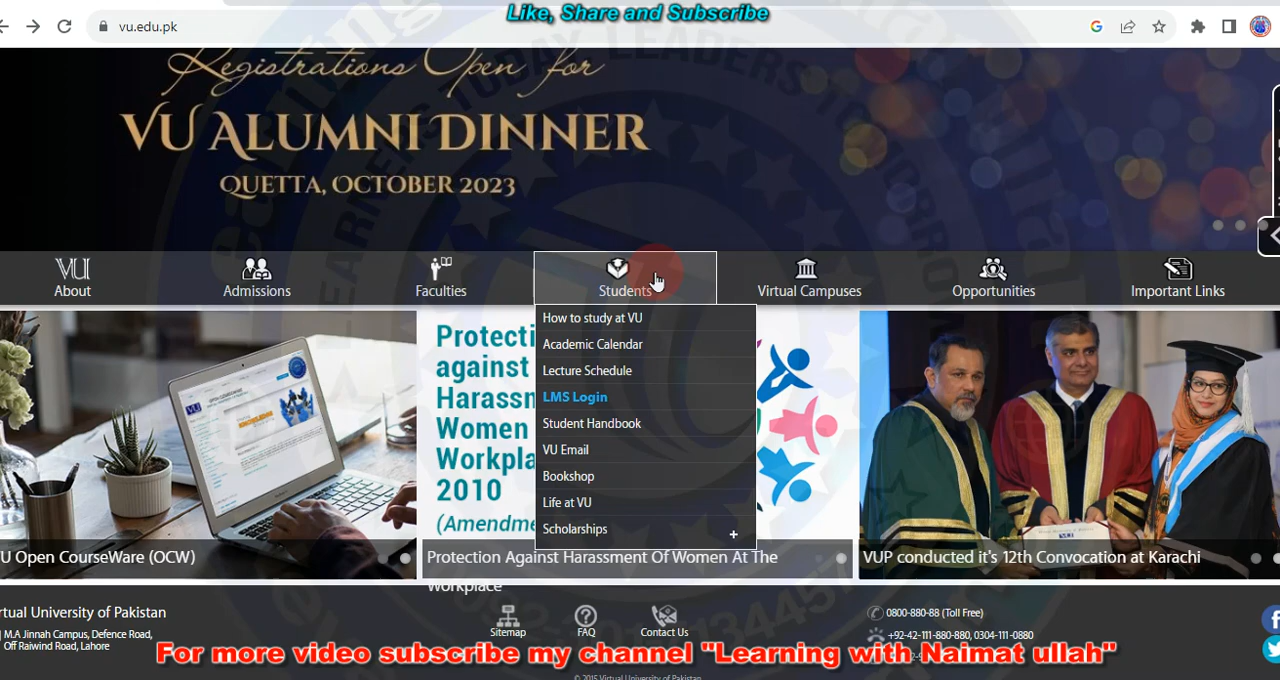 Like, Share and Subscribe
vu.edu.pk
Registrations Open for
VU ALUMNI DINNER
QUETTA, OCTOBER 2023
VU
About
Admissions
Faculties
Students
Virtual Campuses
Opportunities
Important Links
How to study at VU
Academic Calendar
Lecture Schedule
LMS Login
Student Handbook
VU Email
Bookshop
Life at VU
Scholarships
+
Protecti
against
Harassm
Women
Workpla
2010
(Amendme
U Open CourseWare (OCW)
Protection Against Harassment Of Women At The
Workplace
VUP conducted it's 12th Convocation at Karachi
rtual University of Pakistan
M.A Jinnah Campus, Defence Road,
Off Raiwind Road, Lahore
Sitemap
FAQ
Contact Us
0800-880-88 (Toll Free)
+92-42-111-880-880, 0304-111-0880
For more video subscribe my channel "Learning with Naimat ullah"
© 2015 Virtual University of Pakistan